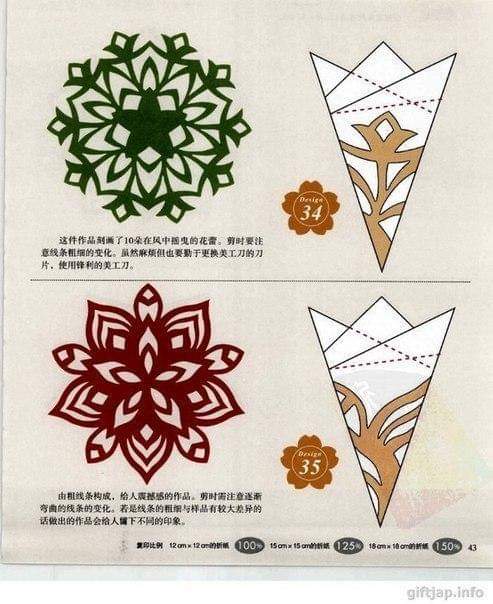 Design
34
这件作品刻画了10朵在风中摇曳的花蕾。剪时要注
意线条粗细的变化。虽然麻烦但也要勤于更换美工刀的刀
片，使用锋利的美工刀。
Design
35
由粗线条构成，给人震撼感的作品。剪时需注意逐渐
弯曲的线条的变化。若是线条的粗细与样品有较大差异的
话做出的作品会给人留下不同的印象。
复印比例 12cm×12cm的折纸 100% 15cm×15cm的折纸 125% 18cm×18cm的折纸 150% 43
giftjap.info